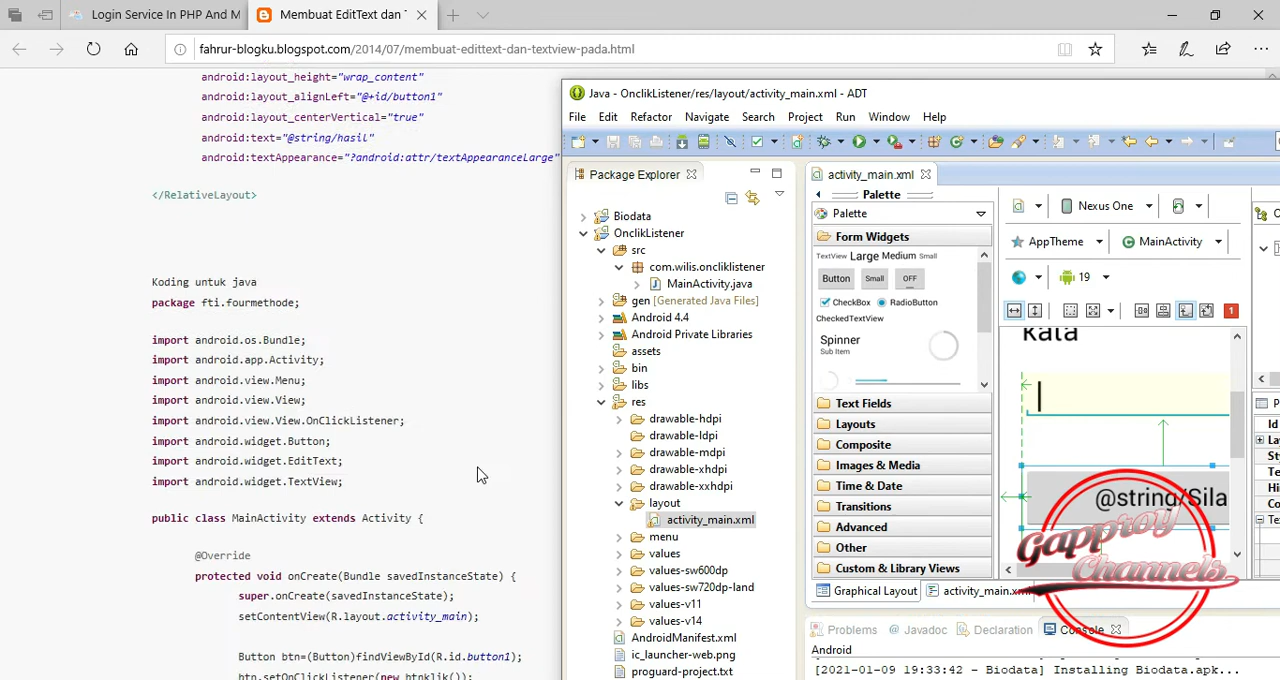 Login Service In PHP And M
Membuat EditText dan T
fahrur-blogku.blogspot.com/2014/07/membuat-edittext-dan-textview-pada.html
android:layout_height="wrap_content"
android:layout_alignLeft="@+id/button1"
android:layout_centerVertical="true"
android:text="@string/hasil"
android:textAppearance="?android:attr/textAppearanceLarge"
</RelativeLayout>
Koding untuk java
package fti.fourmethode;
import android.os.Bundle;
import android.app.Activity;
import android.view.Menu;
import android.view.View;
import android.view.View.OnClickListener;
import android.widget.Button;
import android.widget.EditText;
import android.widget.TextView;
public class MainActivity extends Activity {
@Override
protected void onCreate(Bundle savedInstanceState) {
super.onCreate(savedInstanceState);
setContentView(R.layout.activity_main);
Button btn=(Button)findViewById(R.id.button1);
btn.setOnClickListener(new btnklik());
Java - OnclikListener/res/layout/activity_main.xml - ADT
File Edit Refactor Navigate Search Project Run Window Help
Package Explorer
Biodata
OnclikListener
src
com.wilis.oncliklistener
MainActivity.java
gen [Generated Java Files]
Android 4.4
Android Private Libraries
assets
bin
libs
res
drawable-hdpi
drawable-ldpi
drawable-mdpi
drawable-xhdpi
drawable-xxhdpi
layout
activity_main.xml
menu
values
values-sw600dp
values-sw720dp-land
values-v11
values-v14
AndroidManifest.xml
ic_launcher-web.png
proguard-project.txt
activity_main.xml
Palette
Palette
Form Widgets
TextView Large Medium Small
Button Small OFF
CheckBox RadioButton
CheckedTextView
Spinner
Sub Item
Text Fields
Layouts
Composite
Images & Media
Time & Date
Transitions
Advanced
Other
Custom & Library Views
Graphical Layout
activity_main.xml
Nexus One
AppTheme
MainActivity
19
1
Kata
@string/Sila
Gapproy
Channels
Id
Problems Javadoc Declaration Console
Android
[2021-01-09 19:33:42 - Biodata] Installing Biodata.apk...